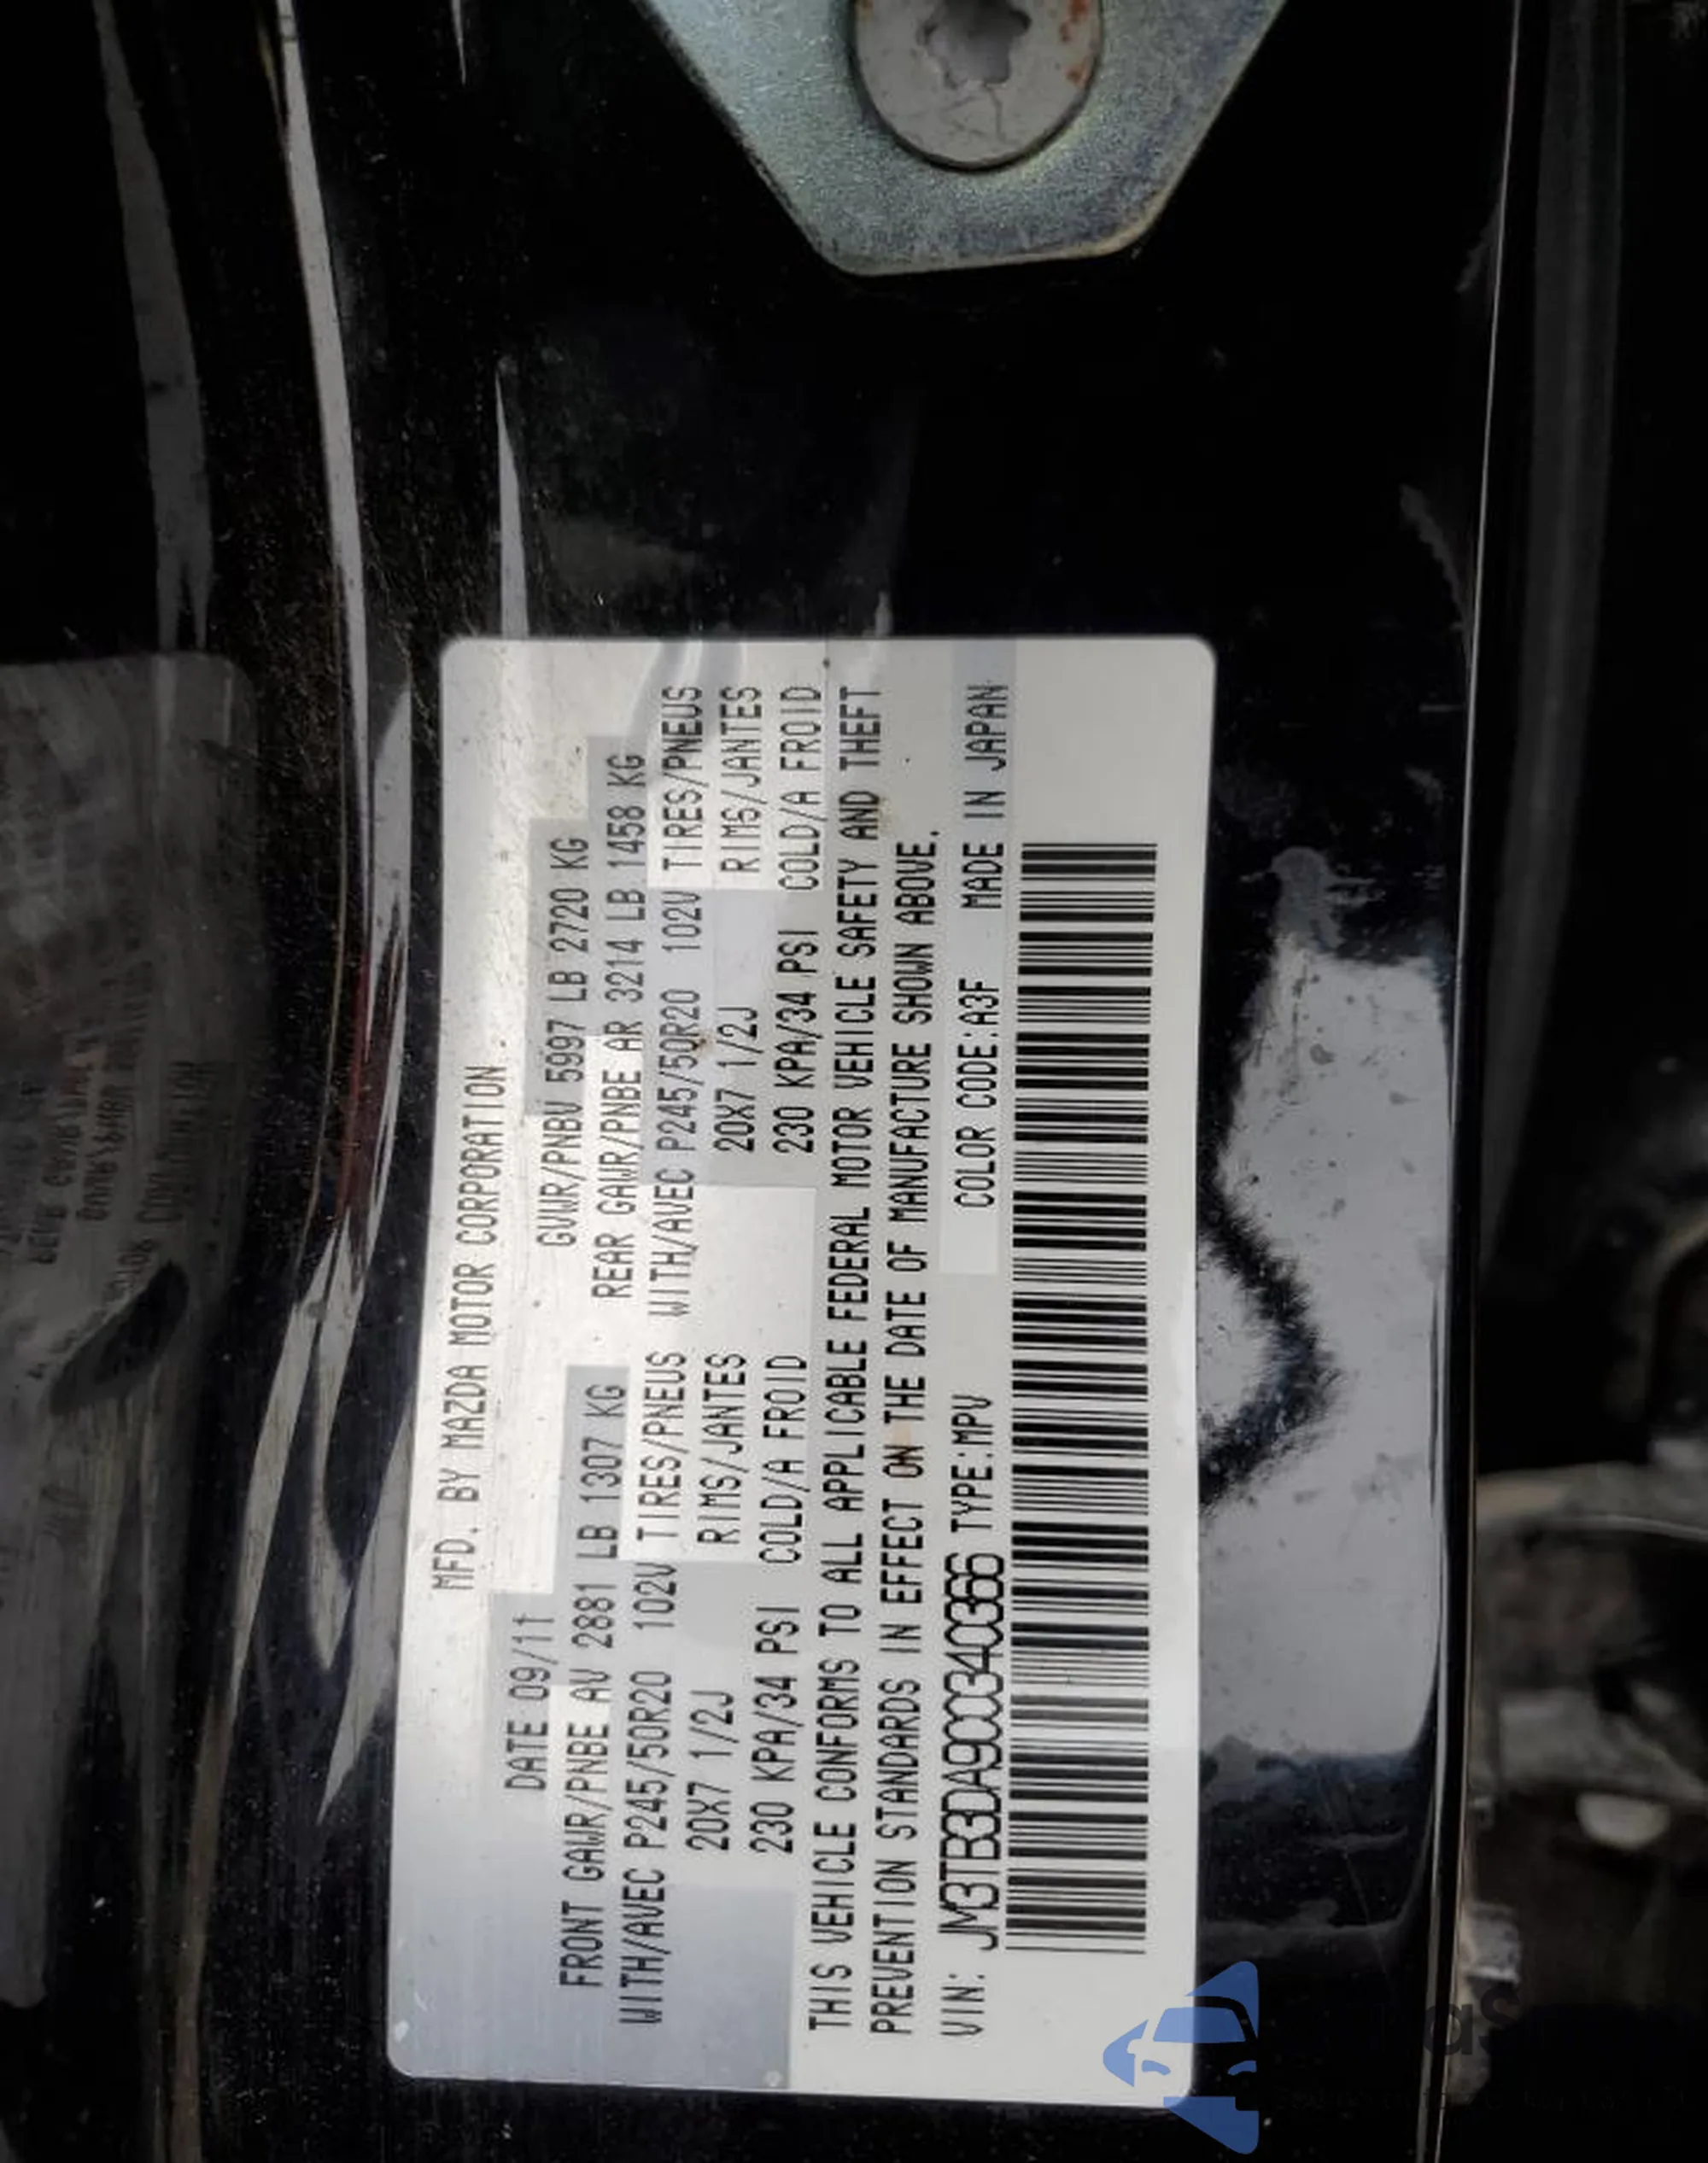 MFD. BY MAZDA MOTOR CORPORATION.
DATE 09/11 GVWR/PNBV 5997 LB 2720 KG
FRONT GAWR/PNBE AV 2881 LB 1307 KG REAR GAWR/PNBE AR 3214 LB 1458 KG
WITH/AVEC P245/50R20 102V TIRES/PNEUS WITH/AVEC P245/50R20 102V TIRES/PNEUS
20X7 1/2J RIMS/JANTES 20X7 1/2J RIMS/JANTES
230 KPA/34 PSI COLD/A FROID 230 KPA/34 PSI COLD/A FROID
THIS VEHICLE CONFORMS TO ALL APPLICABLE FEDERAL MOTOR VEHICLE SAFETY AND THEFT
PREVENTION STANDARDS IN EFFECT ON THE DATE OF MANUFACTURE SHOWN ABOVE.
VIN: JM3TB3DA9C0340366 TYPE:MPV COLOR CODE:A3F MADE IN JAPAN